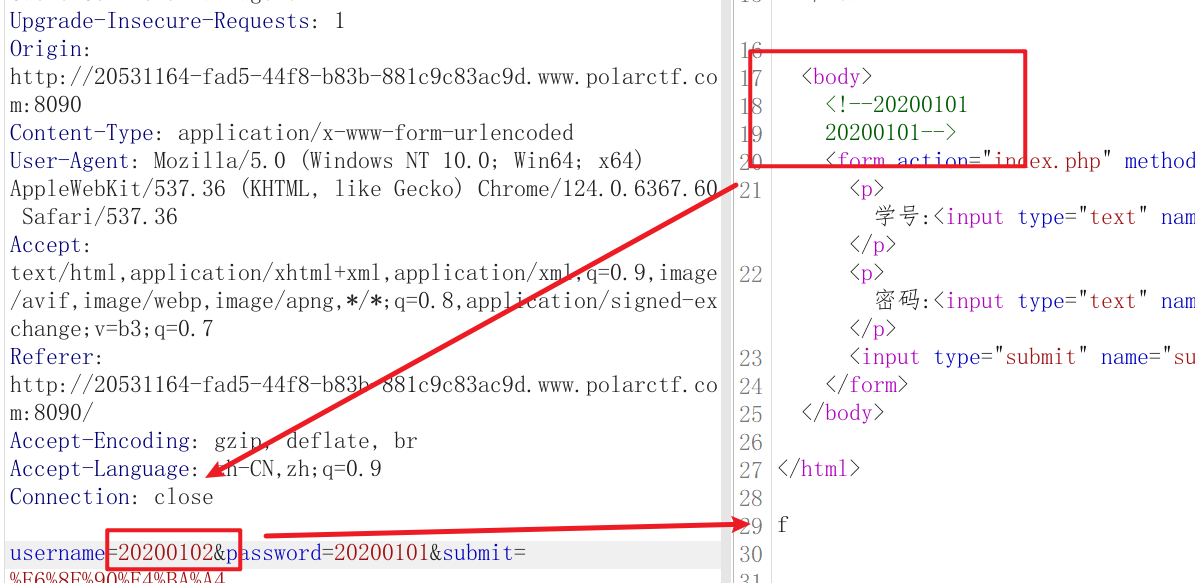 Upgrade-Insecure-Requests: 1
Origin:
http://20531164-fad5-44f8-b83b-881c9c83ac9d.www.polarctf.co
m:8090
Content-Type: application/x-www-form-urlencoded
User-Agent: Mozilla/5.0 (Windows NT 10.0; Win64; x64)
AppleWebKit/537.36 (KHTML, like Gecko) Chrome/124.0.6367.60
Safari/537.36
Accept:
text/html,application/xhtml+xml,application/xml;q=0.9,image
/avif,image/webp,image/apng,*/*;q=0.8,application/signed-ex
change;v=b3;q=0.7
Referer:
http://20531164-fad5-44f8-b83b-881c9c83ac9d.www.polarctf.co
m:8090/
Accept-Encoding: gzip, deflate, br
Accept-Language: zh-CN,zh;q=0.9
Connection: close
username=20200102&password=20200101&submit=
%E6%8F%90%E4%BA%A4
16
17 <body>
18 <!--20200101
19 20200101-->
20 <form action="index.php" method
21 <p>
学号:<input type="text" nam
</p>
22 <p>
密码:<input type="text" nam
</p>
23 <input type="submit" name="su
24 </form>
25 </body>
26
27 </html>
28
29 f
30
31